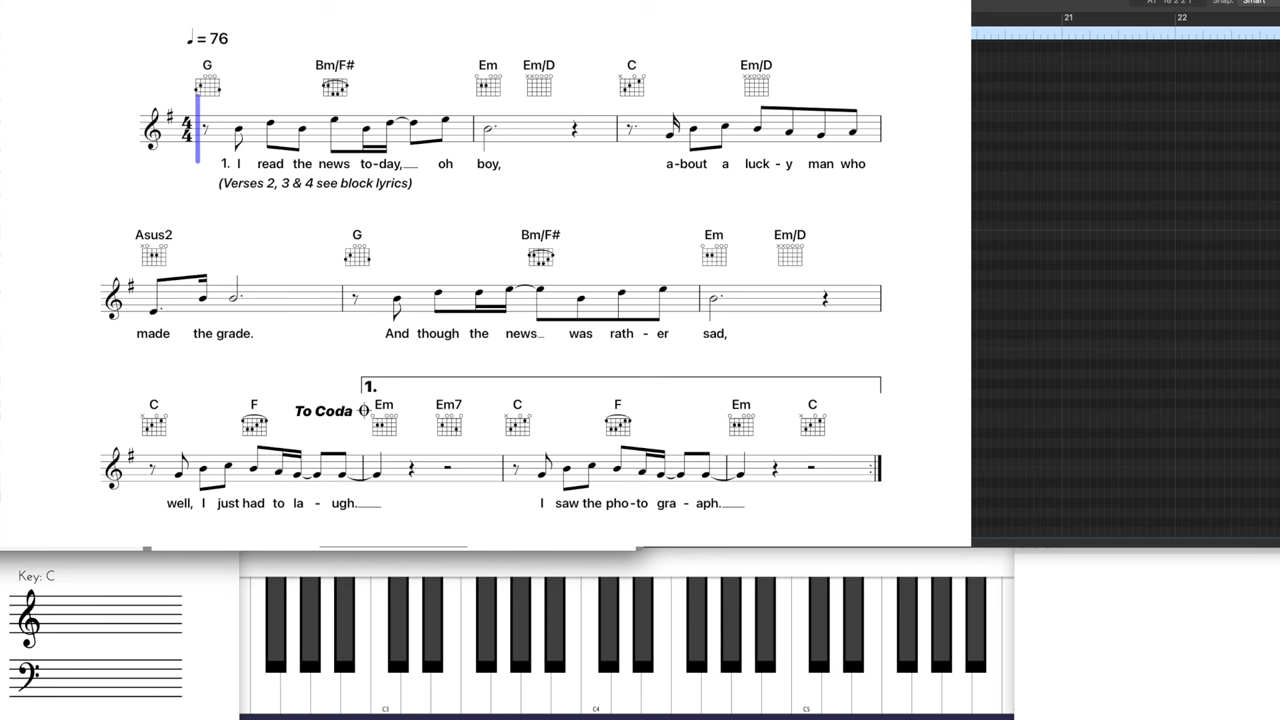 ♩ = 76
21 22
G Bm/F# Em Em/D C Em/D
4/4
1. I read the news to-day, oh boy, a-bout a luck - y man who
(Verses 2, 3 & 4 see block lyrics)
Asus2 G Bm/F# Em Em/D
made the grade. And though the news was rath - er sad,
1.
C F To Coda Em Em7 C F Em C
well, I just had to la - ugh. I saw the pho-to gra - aph.
Key: C
C3 C4 C5